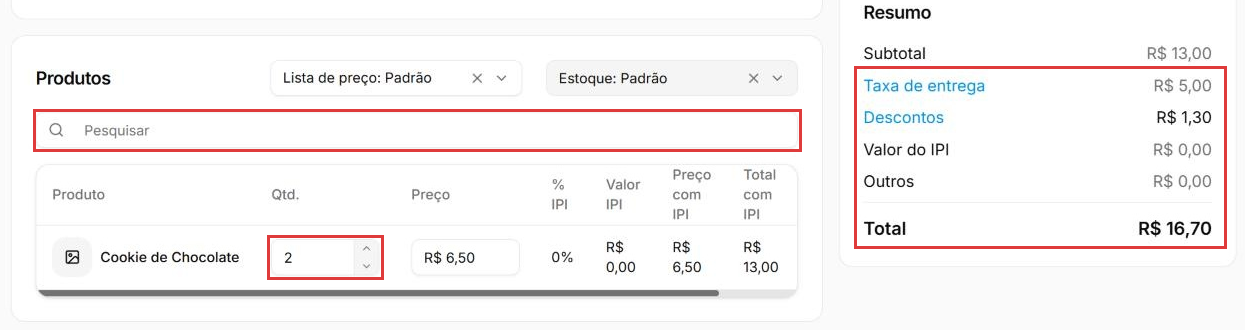 Produtos
Lista de preço: Padrão
Estoque: Padrão
Pesquisar
Produto Qtd. Preço % IPI Valor IPI Preço com IPI Total com IPI
Cookie de Chocolate 2 R$ 6,50 0% R$ 0,00 R$ 6,50 R$ 13,00
Resumo
Subtotal R$ 13,00
Taxa de entrega R$ 5,00
Descontos R$ 1,30
Valor do IPI R$ 0,00
Outros R$ 0,00
Total R$ 16,70